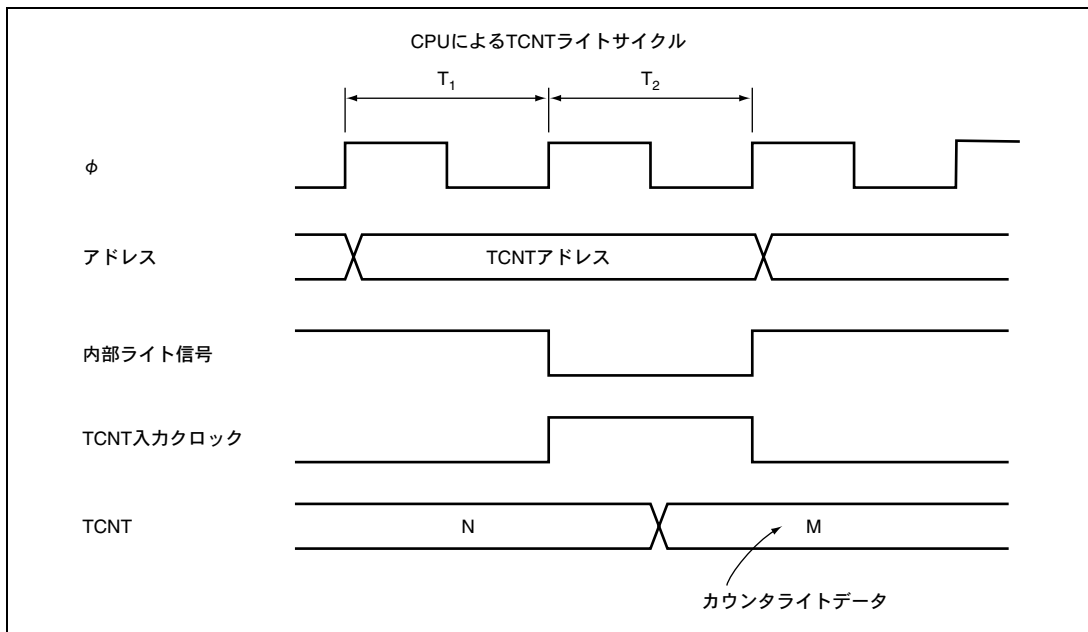 CPUによるTCNTライトサイクル
T1 T2
φ
アドレス TCNTアドレス
内部ライト信号
TCNT入力クロック
TCNT N M
カウンタライトデータ